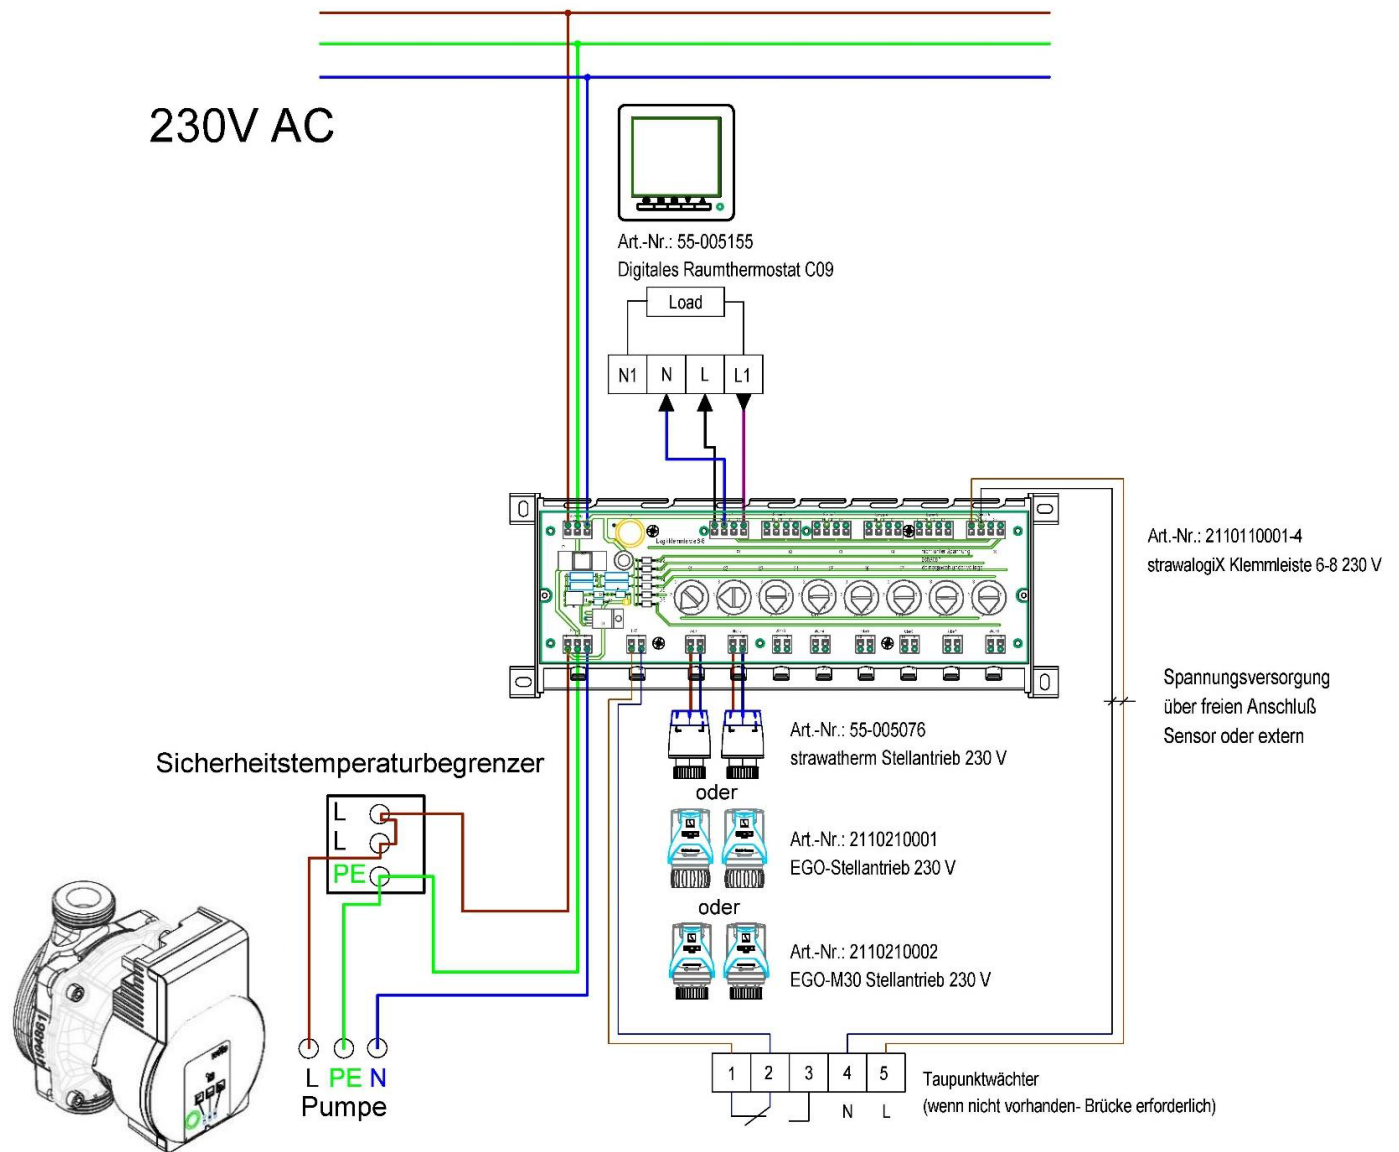 230V AC
Art.-Nr.: 55-005155
Digitales Raumthermostat C09
Load
N1 N L L1
Art.-Nr.: 2110110001-4
strawalogiX Klemmleiste 6-8 230 V
Spannungsversorgung
über freien Anschluß
Sensor oder extern
Art.-Nr.: 55-005076
strawatherm Stellantrieb 230 V
oder
Art.-Nr.: 2110210001
EGO-Stellantrieb 230 V
oder
Art.-Nr.: 2110210002
EGO-M30 Stellantrieb 230 V
Sicherheitstemperaturbegrenzer
L
L
PE
L PE N
Pumpe
1 2 3 4 5
N L
Taupunktwächter
(wenn nicht vorhanden- Brücke erforderlich)